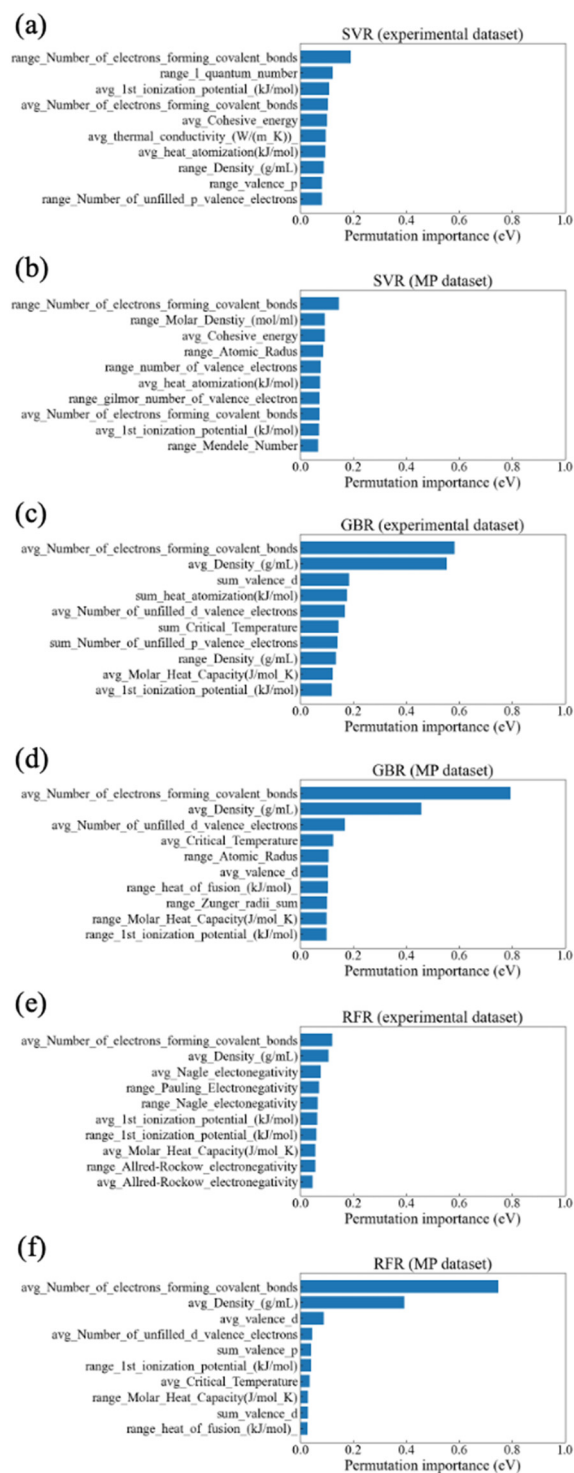 (a)
SVR (experimental dataset)
range_Number_of_electrons_forming_covalent_bonds
range_l_quantum_number
avg_1st_ionization_potential_(kJ/mol)
avg_Number_of_electrons_forming_covalent_bonds
avg_Cohesive_energy
avg_thermal_conductivity_(W/(m_K))_
avg_heat_atomization(kJ/mol)
range_Density_(g/mL)
range_valence_p
range_Number_of_unfilled_p_valence_electrons
0.0 0.2 0.4 0.6 0.8 1.0
Permutation importance (eV)
(b)
SVR (MP dataset)
range_Number_of_electrons_forming_covalent_bonds
range_Molar_Denstiy_(mol/ml)
avg_Cohesive_energy
range_Atomic_Radus
range_number_of_valence_electrons
avg_heat_atomization(kJ/mol)
range_gilmor_number_of_valence_electron
avg_Number_of_electrons_forming_covalent_bonds
avg_1st_ionization_potential_(kJ/mol)
range_Mendele_Number
0.0 0.2 0.4 0.6 0.8 1.0
Permutation importance (eV)
(c)
GBR (experimental dataset)
avg_Number_of_electrons_forming_covalent_bonds
avg_Density_(g/mL)
sum_valence_d
sum_heat_atomization(kJ/mol)
avg_Number_of_unfilled_d_valence_electrons
sum_Critical_Temperature
sum_Number_of_unfilled_p_valence_electrons
range_Density_(g/mL)
avg_Molar_Heat_Capacity(J/mol_K)
avg_1st_ionization_potential_(kJ/mol)
0.0 0.2 0.4 0.6 0.8 1.0
Permutation importance (eV)
(d)
GBR (MP dataset)
avg_Number_of_electrons_forming_covalent_bonds
avg_Density_(g/mL)
avg_Number_of_unfilled_d_valence_electrons
avg_Critical_Temperature
range_Atomic_Radus
avg_valence_d
range_heat_of_fusion_(kJ/mol)_
range_Zunger_radii_sum
range_Molar_Heat_Capacity(J/mol_K)
range_1st_ionization_potential_(kJ/mol)
0.0 0.2 0.4 0.6 0.8 1.0
Permutation importance (eV)
(e)
RFR (experimental dataset)
avg_Number_of_electrons_forming_covalent_bonds
avg_Density_(g/mL)
avg_Nagle_electonegativity
range_Pauling_Electronegativity
range_Nagle_electonegativity
avg_1st_ionization_potential_(kJ/mol)
range_1st_ionization_potential_(kJ/mol)
avg_Molar_Heat_Capacity(J/mol_K)
range_Allred-Rockow_electronegativity
avg_Allred-Rockow_electronegativity
0.0 0.2 0.4 0.6 0.8 1.0
Permutation importance (eV)
(f)
RFR (MP dataset)
avg_Number_of_electrons_forming_covalent_bonds
avg_Density_(g/mL)
avg_valence_d
avg_Number_of_unfilled_d_valence_electrons
sum_valence_p
range_1st_ionization_potential_(kJ/mol)
avg_Critical_Temperature
range_Molar_Heat_Capacity(J/mol_K)
sum_valence_d
range_heat_of_fusion_(kJ/mol)_
0.0 0.2 0.4 0.6 0.8 1.0
Permutation importance (eV)